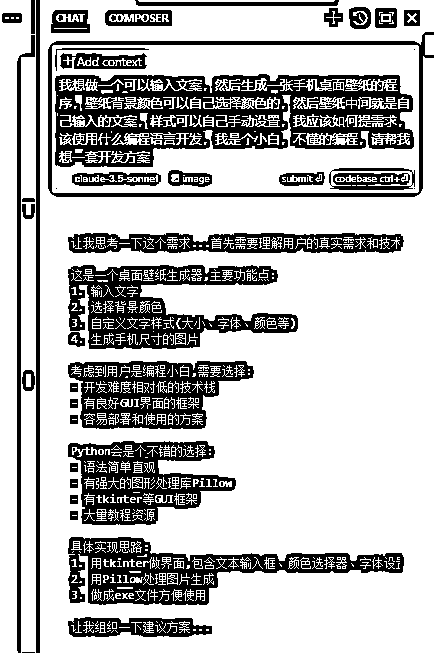 CHAT COMPOSER
+ Add context
我想做一个可以输入文案，然后生成一张手机桌面壁纸的程
序，壁纸背景颜色可以自己选择颜色的，然后壁纸中间就是自
己输入的文案，样式可以自己手动设置，我应该如何提需求，
该使用什么编程语言开发，我是个小白，不懂的编程，请帮我
想一套开发方案
claude-3.5-sonnet image submit ⏎ codebase ctrl+⏎
让我思考一下这个需求...首先需要理解用户的真实需求和技术
这是一个桌面壁纸生成器,主要功能点:
1. 输入文字
2. 选择背景颜色
3. 自定义文字样式(大小、字体、颜色等)
4. 生成手机尺寸的图片
考虑到用户是编程小白,需要选择:
- 开发难度相对低的技术栈
- 有良好GUI界面的框架
- 容易部署和使用的方案
Python会是个不错的选择:
- 语法简单直观
- 有强大的图形处理库Pillow
- 有tkinter等GUI框架
- 大量教程资源
具体实现思路:
1. 用tkinter做界面,包含文本输入框、颜色选择器、字体设
2. 用Pillow处理图片生成
3. 做成exe文件方便使用
让我组织一下建议方案...